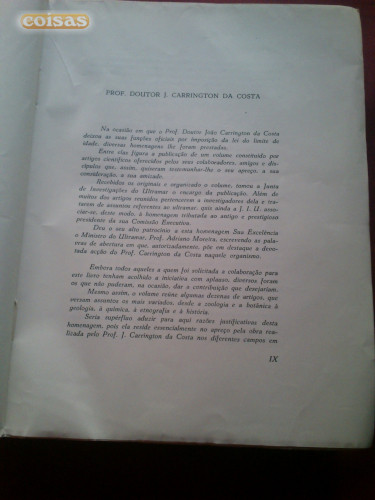 coisas
PROF. DOUTOR J. CARRINGTON DA COSTA
Na ocasião em que o Prof. Doutor João Carrington da Costa
deixou as suas funções oficiais por imposição da lei do limite de
idade, diversas homenagens lhe foram prestadas.
Entre elas figura a publicação de um volume constituído por
artigos científicos oferecidos pelos seus colaboradores, amigos e dis-
cípulos que, assim, quiseram testemunhar-lhe o seu apreço, a sua
consideração, a sua amizade.
Recebidos os originais e organizado o volume, tomou a Junta
de Investigações do Ultramar o encargo da publicação. Além de
muitos dos artigos reunidos pertencerem a investigadores dela e tra-
tarem de assuntos referentes ao ultramar, quis ainda a J. I. U. asso-
ciar-se, deste modo, à homenagem tributada ao antigo e prestigioso
presidente da sua Comissão Executiva.
Deu o seu alto patrocínio a esta homenagem Sua Excelência
o Ministro do Ultramar, Prof. Adriano Moreira, escrevendo as pala-
vras de abertura em que, autorizadamente, põe em destaque a devo-
tada acção do Prof. Carrington da Costa naquele organismo.
Embora todos aqueles a quem foi solicitada a colaboração para
este livro tenham acolhido a iniciativa com aplauso, diversos foram
os que não puderam, na ocasião, dar a contribuição que desejariam.
Mesmo assim, o volume reúne algumas dezenas de artigos, que
versam assuntos os mais variados, desde a zoologia e a botânica à
geologia, à química, à etnografia e à história.
Seria supérfluo aduzir para aqui razões justificativas desta
homenagem, pois ela reside essencialmente no apreço pela obra rea-
lizada pelo Prof. J. Carrington da Costa nos diferentes campos em
IX